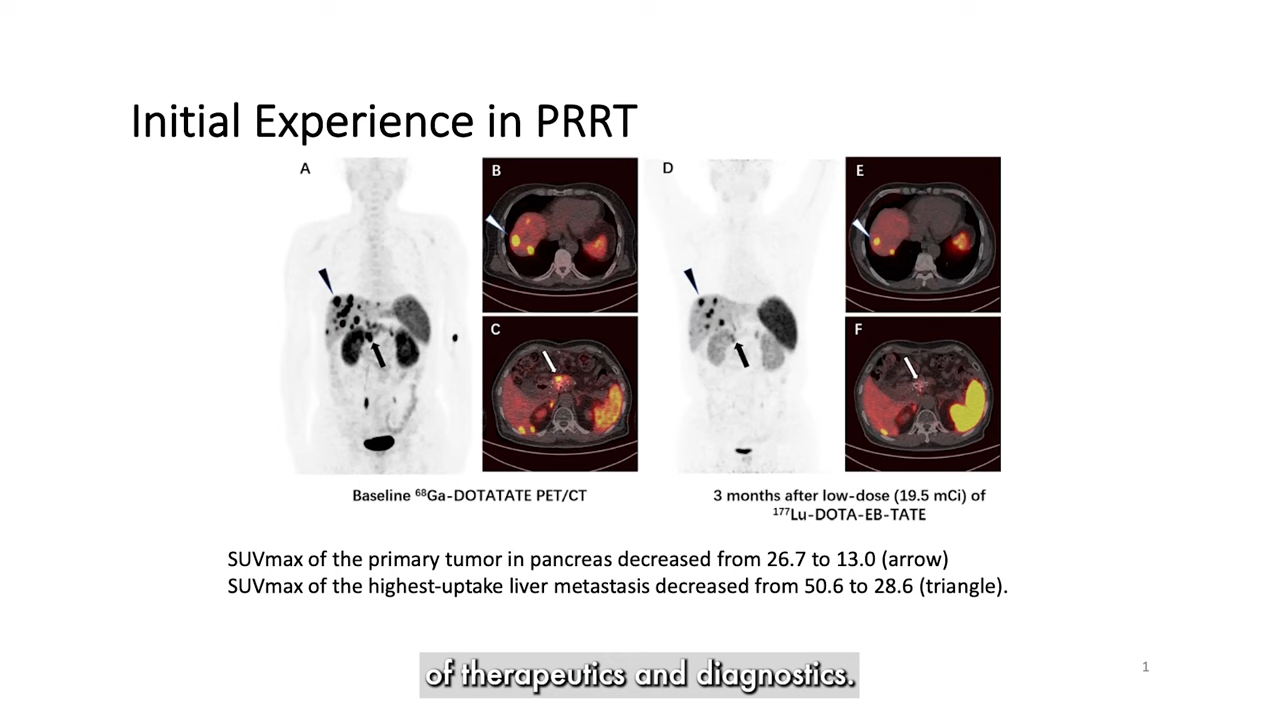 Initial Experience in PRRT
A
B
D
E
C
F
Baseline ⁶⁸Ga-DOTATATE PET/CT
3 months after low-dose (19.5 mCi) of
¹⁷⁷Lu-DOTA-EB-TATE
SUVmax of the primary tumor in pancreas decreased from 26.7 to 13.0 (arrow)
SUVmax of the highest-uptake liver metastasis decreased from 50.6 to 28.6 (triangle).
of therapeutics and diagnostics.
1